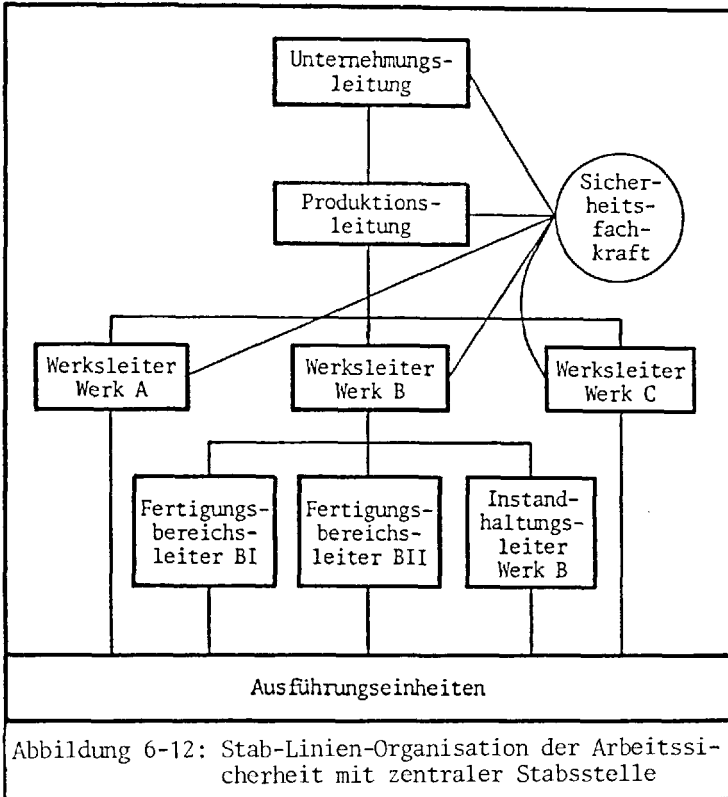 Unternehmungs-
leitung
Produktions-
leitung
Sicher-
heits-
fach-
kraft
Werksleiter
Werk A
Werksleiter
Werk B
Werksleiter
Werk C
Fertigungs-
bereichs-
leiter BI
Fertigungs-
bereichs-
leiter BII
Instand-
haltungs-
leiter
Werk B
Ausführungseinheiten
Abbildung 6-12: Stab-Linien-Organisation der Arbeitssi-
cherheit mit zentraler Stabsstelle